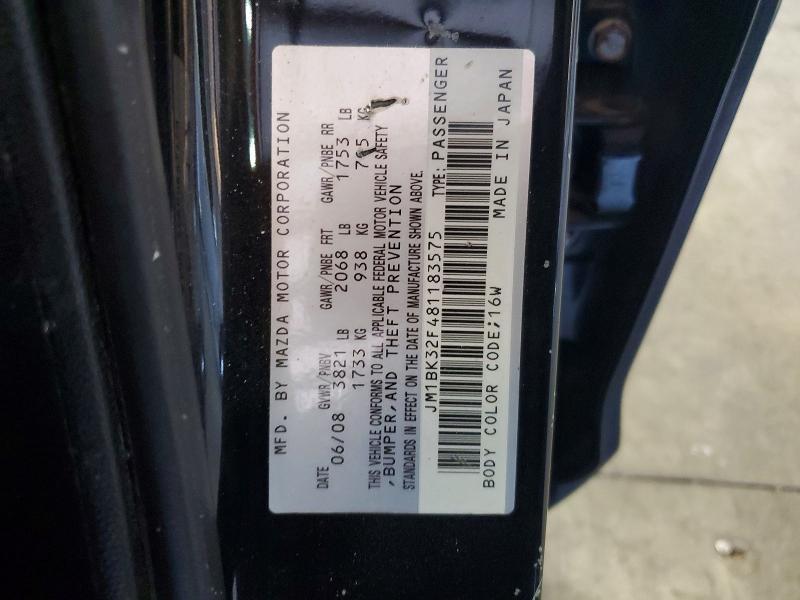 MFD. BY MAZDA MOTOR CORPORATION
DATE GVWR/PNBV GAWR/PNBE FRT GAWR/PNBE RR
06/08 3821 LB 2068 LB 1753 LB
1733 KG 938 KG 795 KG
THIS VEHICLE CONFORMS TO ALL APPLICABLE FEDERAL MOTOR VEHICLE SAFETY
,BUMPER,AND THEFT PREVENTION
STANDARDS IN EFFECT ON THE DATE OF MANUFACTURE SHOWN ABOVE.
JM1BK32F481183575 TYPE: PASSENGER
BODY COLOR CODE;16W MADE IN JAPAN